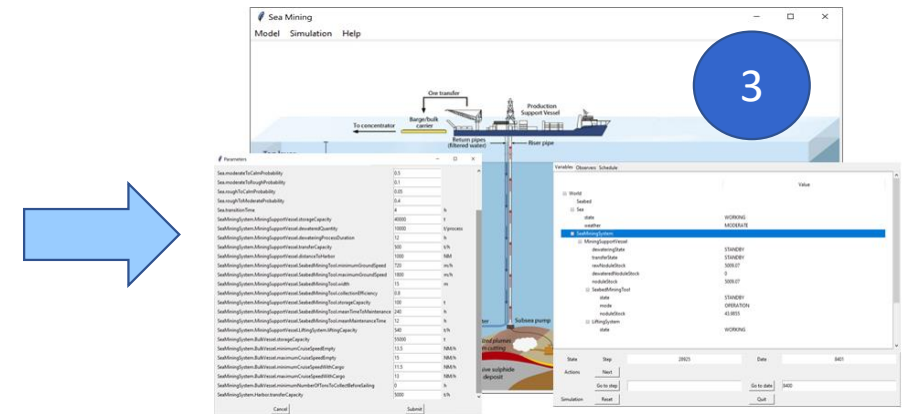 Sea Mining
Model Simulation Help
3
Ore transfer
Production
Support Vessel
Barge/bulk
carrier
To concentrator
Return pipes
(filtered water)
Riser pipe
Parameters
Sea.moderateToCalmProbability 0.5
Sea.moderateToRoughProbability 0.1
Sea.roughToCalmProbability 0.05
Sea.roughToModerateProbability 0.4
Sea.transitionTime 4 h
SeaMiningSystem.MiningSupportVessel.storageCapacity 45000 t
SeaMiningSystem.MiningSupportVessel.dewateredQuantity 10000 t/process
SeaMiningSystem.MiningSupportVessel.dewateringProcessDuration 12 h
SeaMiningSystem.MiningSupportVessel.transferCapacity 500 t/h
SeaMiningSystem.MiningSupportVessel.distanceToHarbor 1000 NM
SeaMiningSystem.MiningSupportVessel.SeabedMiningTool.minimumGroundSpeed 720 m/h
SeaMiningSystem.MiningSupportVessel.SeabedMiningTool.maximumGroundSpeed 1800 m/h
SeaMiningSystem.MiningSupportVessel.SeabedMiningTool.width 15 m
SeaMiningSystem.MiningSupportVessel.SeabedMiningTool.collectionEfficiency 0.8
SeaMiningSystem.MiningSupportVessel.SeabedMiningTool.storageCapacity 100 t
SeaMiningSystem.MiningSupportVessel.SeabedMiningTool.meanTimeToMaintenance 240 h
SeaMiningSystem.MiningSupportVessel.SeabedMiningTool.meanMaintenanceTime 12 h
SeaMiningSystem.MiningSupportVessel.LiftingSystem.liftingCapacity 540 t/h
SeaMiningSystem.BulkVessel.storageCapacity 55000 t
SeaMiningSystem.BulkVessel.minimumCruiseSpeedEmpty 13.5 NM/h
SeaMiningSystem.BulkVessel.maximumCruiseSpeedEmpty 15 NM/h
SeaMiningSystem.BulkVessel.minimumCruiseSpeedWithCargo 11.5 NM/h
SeaMiningSystem.BulkVessel.maximumCruiseSpeedWithCargo 13 NM/h
SeaMiningSystem.BulkVessel.minimumNumberOfTonsToCollectBeforeSailing 0 h
SeaMiningSystem.Harbor.transferCapacity 5000 t/h
Cancel Submit
Subsea pump
deposit
Variables Observers Schedule
Value
World
Seabed
Sea
state WORKING
weather MODERATE
SeaMiningSystem
MiningSupportVessel
dewateringState STANDBY
transferState STANDBY
rawNoduleStock 5009.07
dewateredNoduleStock 0
noduleStock 5009.07
SeabedMiningTool
state STANDBY
mode OPERATION
noduleStock 43.8855
LiftingSystem
state WORKING
State Step 28925 Date 8401
Actions Next
Go to step Go to date 8400
Simulation Reset Quit